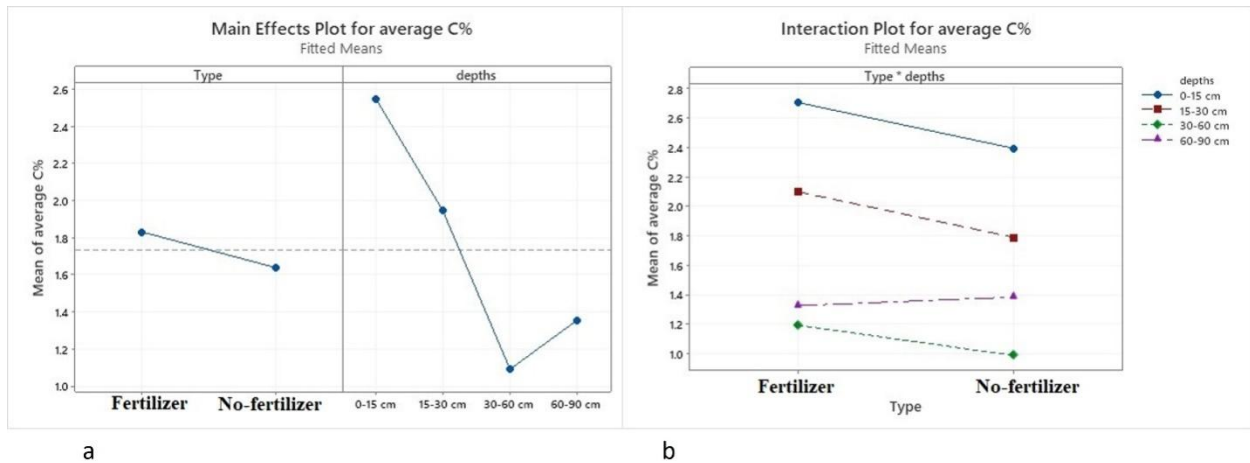 Main Effects Plot for average C%
Fitted Means
Type
depths
Mean of average C%
2.6
2.4
2.2
2.0
1.8
1.6
1.4
1.2
1.0
Fertilizer
No-fertilizer
0-15 cm
15-30 cm
30-60 cm
60-90 cm
a
Interaction Plot for average C%
Fitted Means
Type * depths
Mean of average C%
2.8
2.6
2.4
2.2
2.0
1.8
1.6
1.4
1.2
1.0
Fertilizer
No-fertilizer
Type
depths
0-15 cm
15-30 cm
30-60 cm
60-90 cm
b